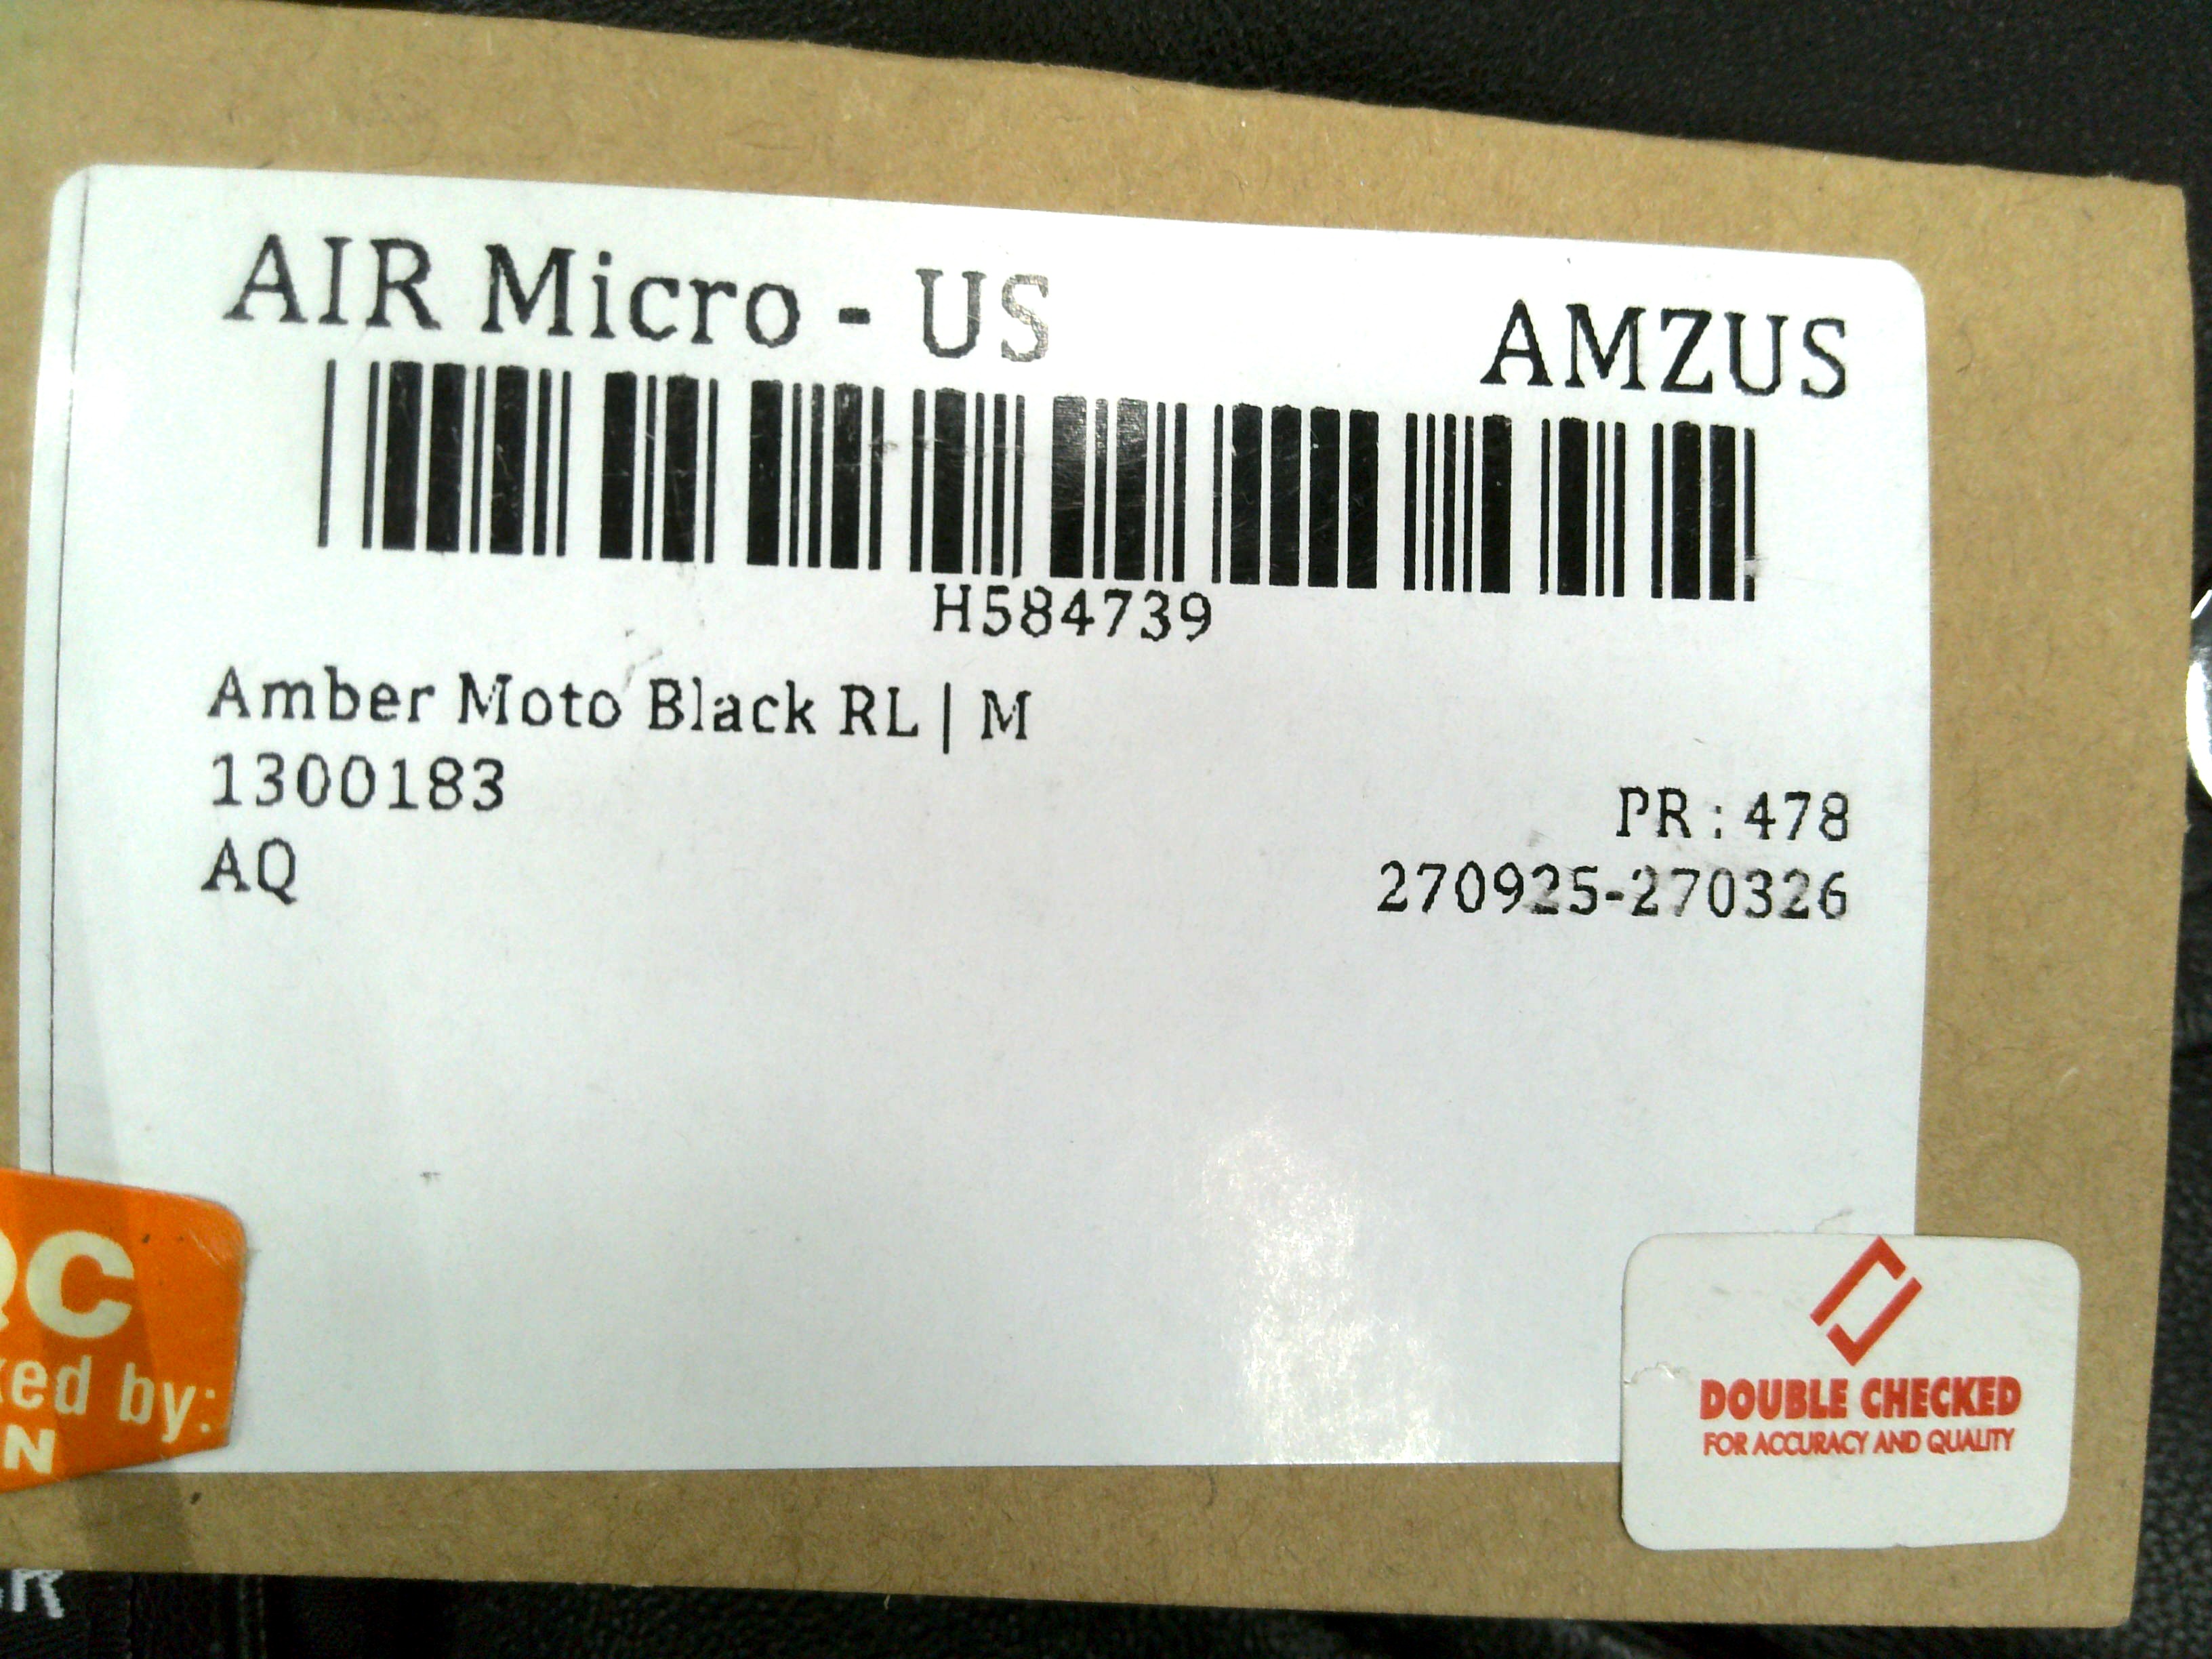 AIR Micro - US
AMZUS
H584739
Amber Moto Black RL | M
1300183
PR : 478
AQ
270925-270326
DOUBLE CHECKED
FOR ACCURACY AND QUALITY
by: